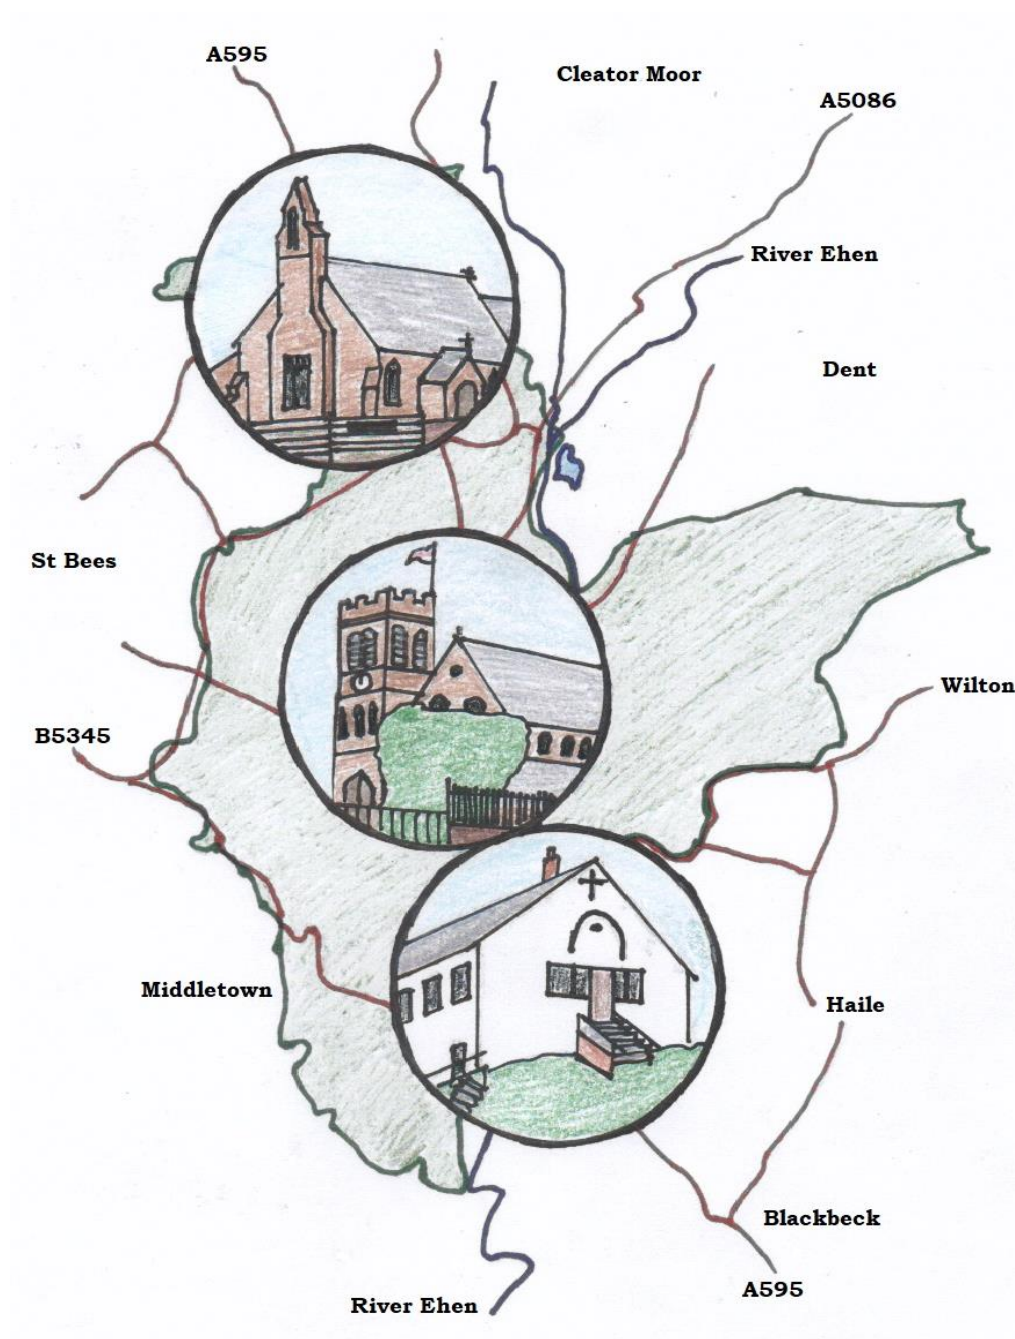 A595
Cleator Moor
A5086
River Ehen
Dent
St Bees
Wilton
B5345
Middletown
Haile
Blackbeck
A595
River Ehen